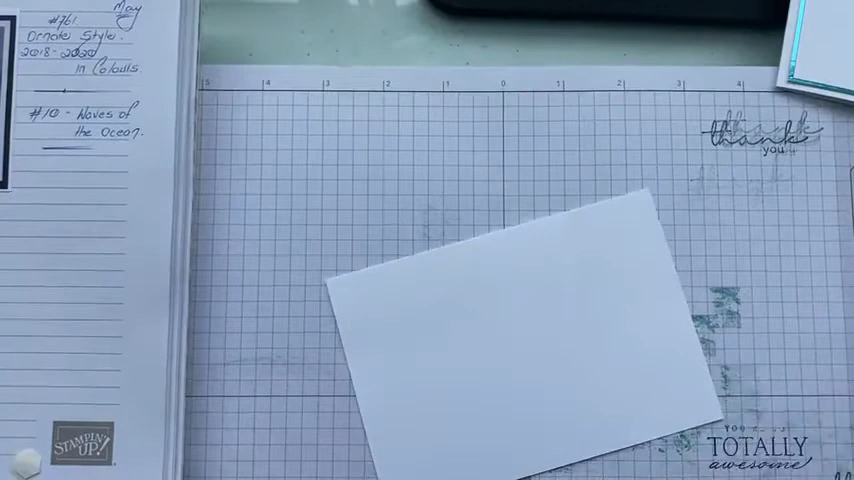 May
#761.
Ornate Style.
2018-2020
in Colours.
#10 - Waves of
the Ocean.
STAMPIN' UP!
5 4 3 2 1 0 1 2 3 4
thank
you
TOTALLY
awesome